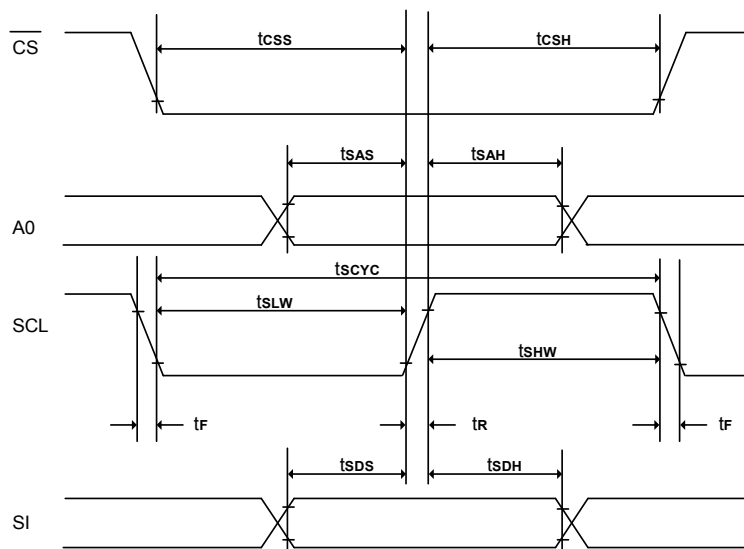 CS
tCSS
tCSH
tSAS
tSAH
A0
tSCYC
tSLW
SCL
tSHW
tF
tR
tF
tSDS
tSDH
SI